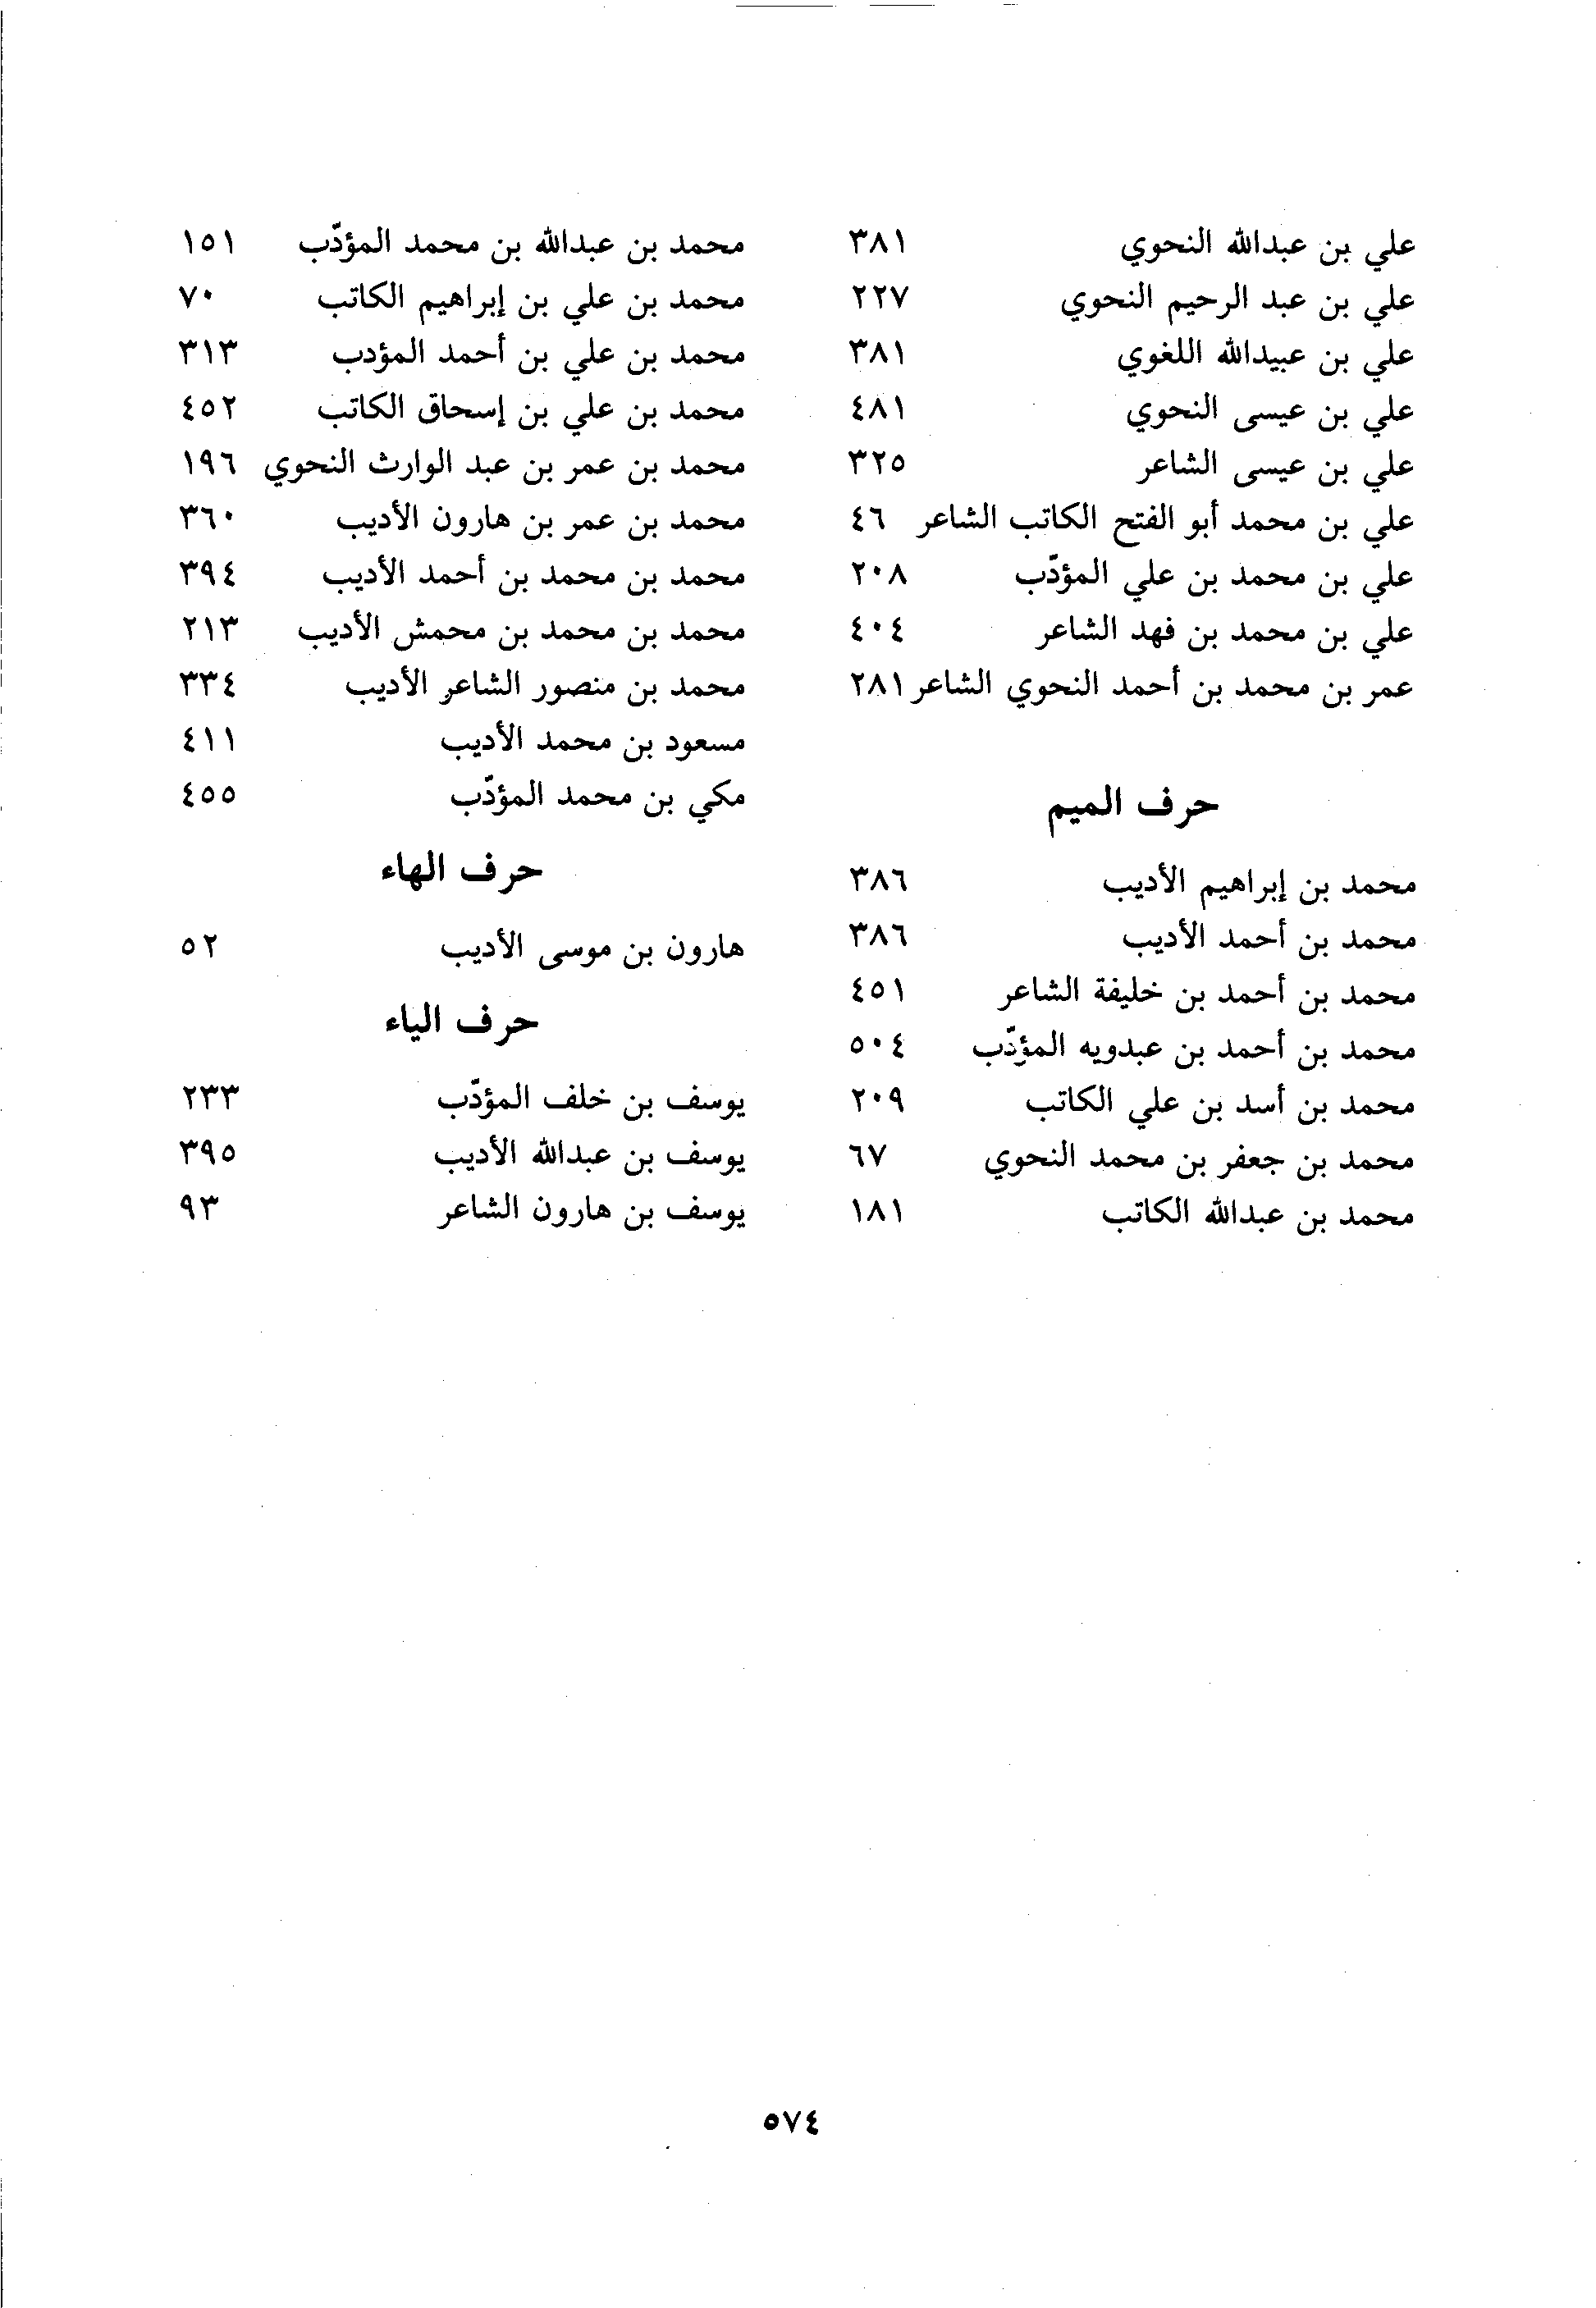 علي بن عبدالله النحوي ٣٨١
علي بن عبد الرحيم النحوي ٢٢٧
علي بن عبيدالله اللغوي ٣٨١
علي بن عيسى النحوي ٤٨١
علي بن عيسى الشاعر ٣٢٥
علي بن محمد أبو الفتح الكاتب الشاعر ٤٦
علي بن محمد بن علي المؤدّب ٢٠٨
علي بن محمد بن فهد الشاعر ٤٠٤
عمر بن محمد بن أحمد النحوي الشاعر ٢٨١
حرف الميم
محمد بن إبراهيم الأديب ٣٨٦
محمد بن أحمد الأديب ٣٨٦
محمد بن أحمد بن خليفة الشاعر ٤٥١
محمد بن أحمد بن عبدويه المؤدّب ٥٠٤
محمد بن أسد بن علي الكاتب ٢٠٩
محمد بن جعفر بن محمد النحوي ٦٧
محمد بن عبدالله الكاتب ١٨١
محمد بن عبدالله بن محمد المؤدّب ١٥١
محمد بن علي بن إبراهيم الكاتب ٧٠
محمد بن علي بن أحمد المؤدب ٣١٣
محمد بن علي بن إسحاق الكاتب ٤٥٢
محمد بن عمر بن عبد الوارث النحوي ١٩٦
محمد بن عمر بن هارون الأديب ٣٦٠
محمد بن محمد بن أحمد الأديب ٣٩٤
محمد بن محمد بن محمش الأديب ٢١٣
محمد بن منصور الشاعر الأديب ٣٣٤
مسعود بن محمد الأديب ٤١١
مكي بن محمد المؤدّب ٤٥٥
حرف الهاء
هارون بن موسى الأديب ٥٢
حرف الياء
يوسف بن خلف المؤدّب ٢٣٣
يوسف بن عبدالله الأديب ٣٩٥
يوسف بن هارون الشاعر ٩٣
٥٧٤